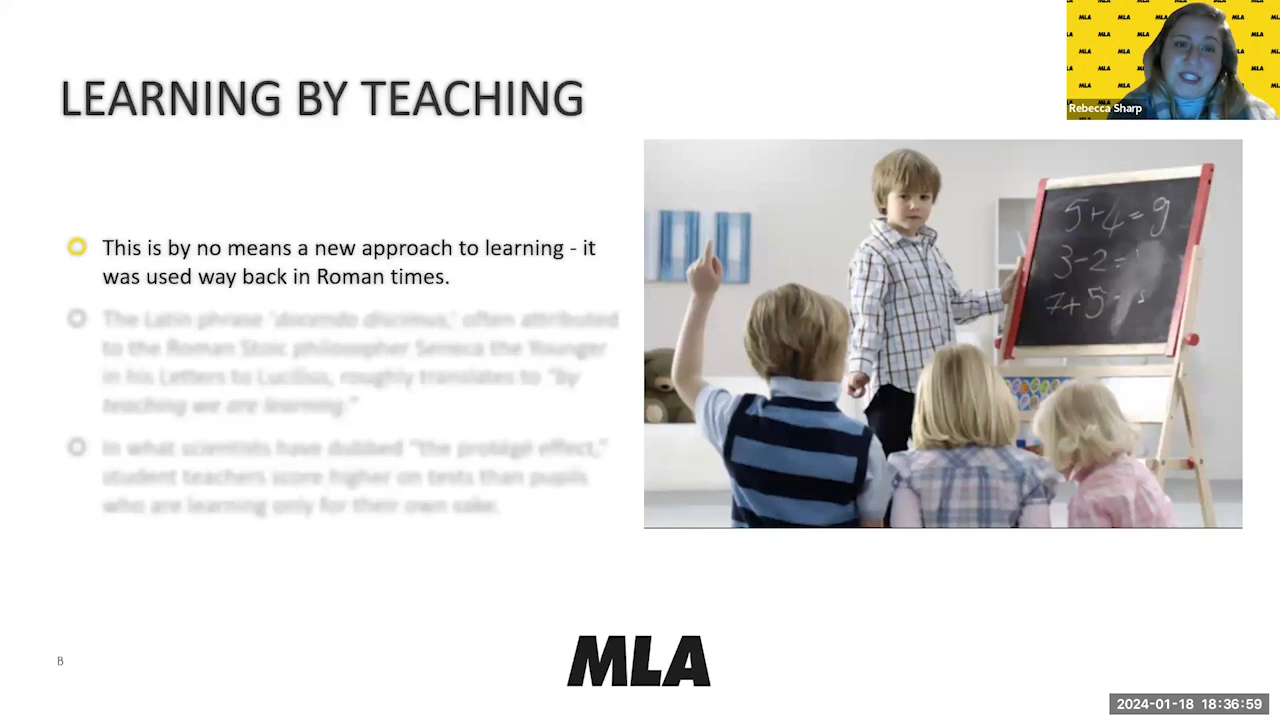 MLA MLA MLA MLA
Rebecca Sharp
LEARNING BY TEACHING
This is by no means a new approach to learning - it
was used way back in Roman times.
The Latin phrase 'docendo discimus,' often attributed
to the Roman Stoic philosopher Seneca the Younger
in his Letters to Lucilius, roughly translates to "by
teaching we are learning."
In what scientists have dubbed "the protégé effect,"
student teachers score higher on tests than pupils
who are learning only for their own sake.
5+4=9
3-2=
7+5=
MLA
B
2024-01-18 18:36:59